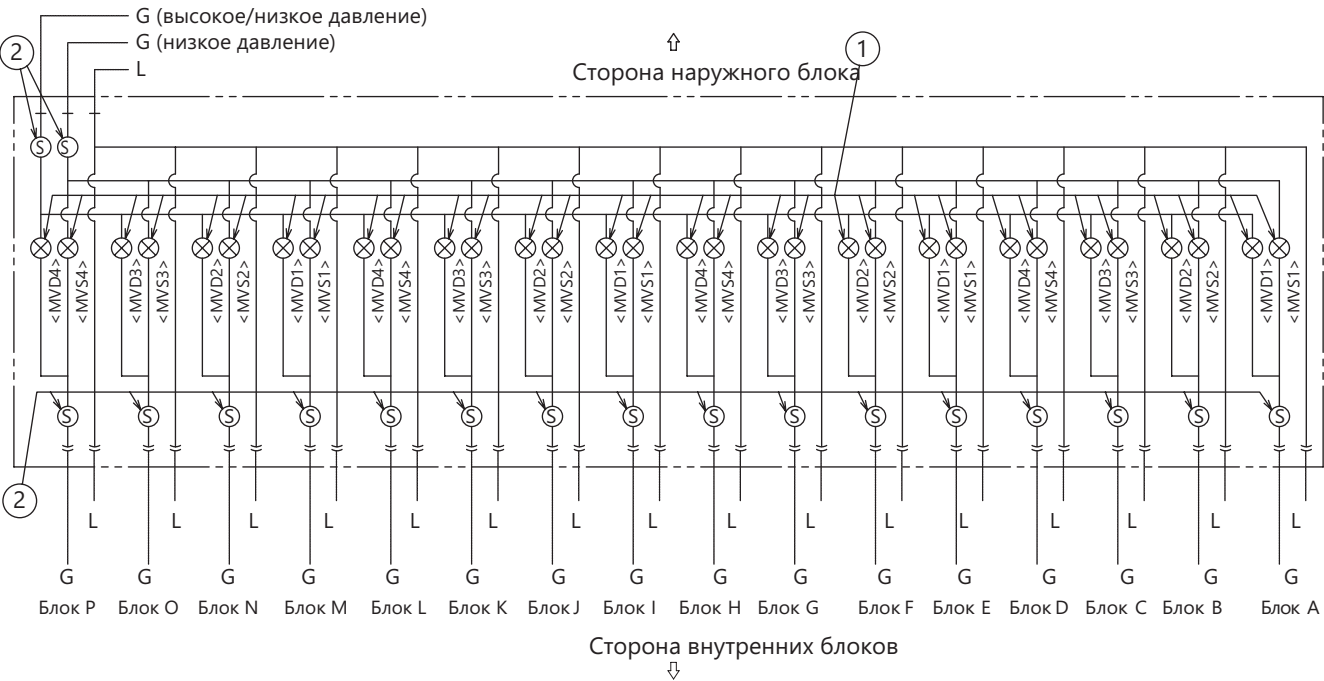 G (высокое/низкое давление)
G (низкое давление)
2
1
L
Сторона наружного блока
S S
<MVD4> <MVS4> <MVD3> <MVS3> <MVD2> <MVS2> <MVD1> <MVS1> <MVD4> <MVS4> <MVD3> <MVS3> <MVD2> <MVS2> <MVD1> <MVS1> <MVD4> <MVS4> <MVD3> <MVS3> <MVD2> <MVS2> <MVD1> <MVS1> <MVD4> <MVS4> <MVD3> <MVS3> <MVD2> <MVS2> <MVD1> <MVS1>
S S S S S S S S S S S S S S S S
2
L L L L L L L L L L L L L L L L
G G G G G G G G G G G G G G G G
Блок P Блок O Блок N Блок M Блок L Блок K Блок J Блок I Блок H Блок G Блок F Блок E Блок D Блок C Блок B Блок A
Сторона внутренних блоков